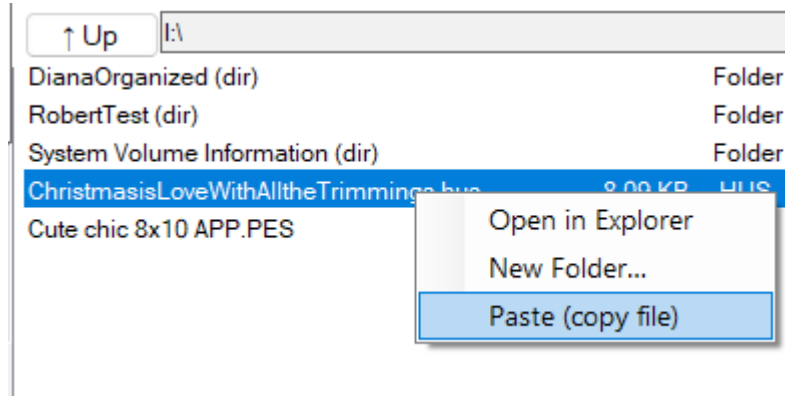 ↑ Up I:\
DianaOrganized (dir) Folder
RobertTest (dir) Folder
System Volume Information (dir) Folder
ChristmasisLoveWithAlltheTrimmings.hus 8.09 KB HUS
Cute chic 8x10 APP.PES
Open in Explorer
New Folder...
Paste (copy file)